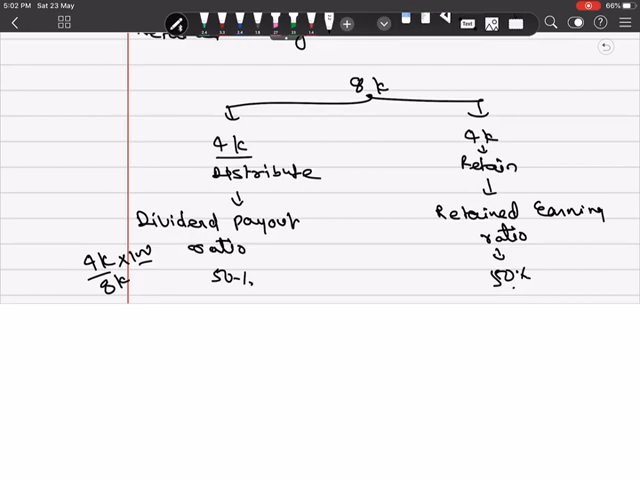 5:02 PM Sat 23 May
66%
Text
8k
4k
4k
Distribute
Retain
Dividend Payout
ratio
Retained Earning
ratio
4k x 100
8k
50%
50%